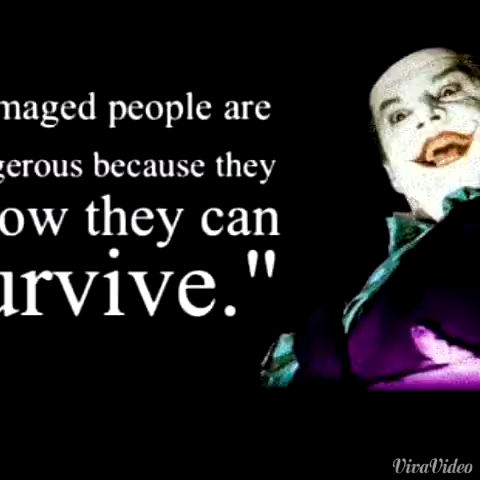 maged people are
gerous because they
ow they can
urvive."
VivaVideo